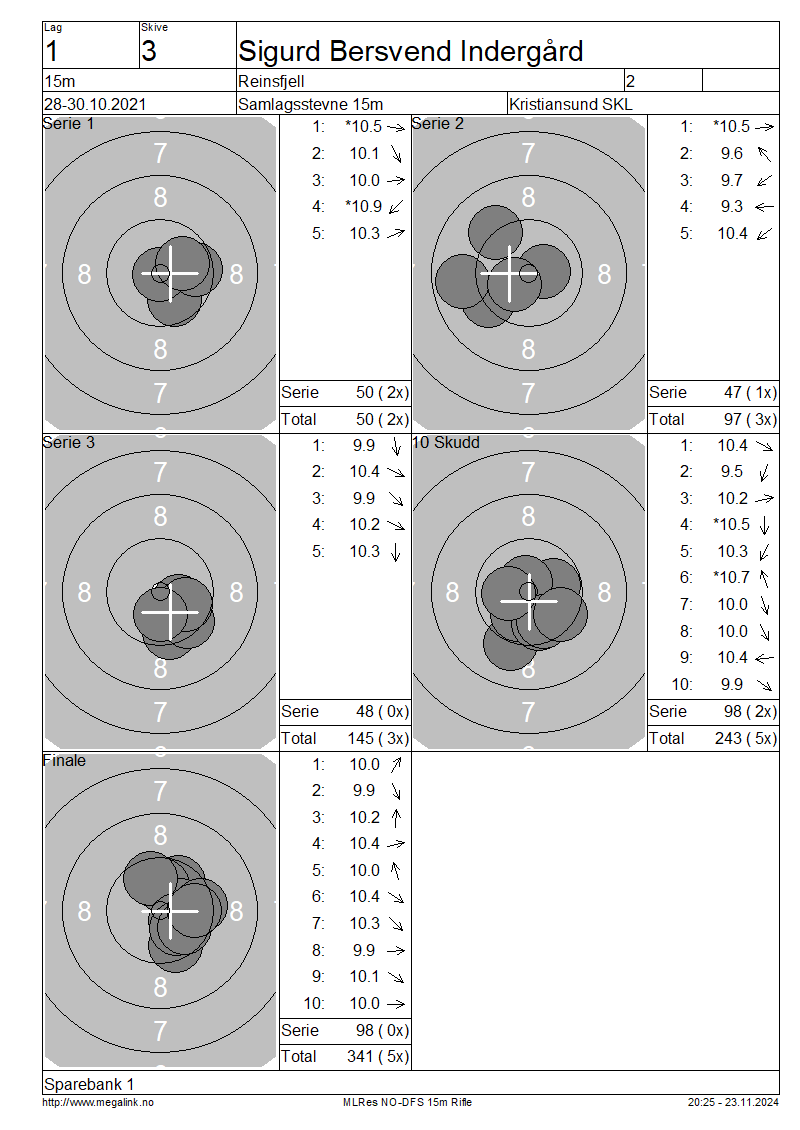 Lag Skive
1 3 Sigurd Bersvend Indergård
15m Reinsfjell 2
28-30.10.2021 Samlagsstevne 15m Kristiansund SKL
Serie 1
7
8
8 8
8
7
1: *10.5
2: 10.1
3: 10.0
4: *10.9
5: 10.3
Serie 50 ( 2x)
Total 50 ( 2x)
Serie 2
7
8
8 8
8
7
1: *10.5
2: 9.6
3: 9.7
4: 9.3
5: 10.4
Serie 47 ( 1x)
Total 97 ( 3x)
Serie 3
7
8
8 8
8
7
1: 9.9
2: 10.4
3: 9.9
4: 10.2
5: 10.3
Serie 48 ( 0x)
Total 145 ( 3x)
10 Skudd
7
8
8 8
8
7
1: 10.4
2: 9.5
3: 10.2
4: *10.5
5: 10.3
6: *10.7
7: 10.0
8: 10.0
9: 10.4
10: 9.9
Serie 98 ( 2x)
Total 243 ( 5x)
Finale
7
8
8 8
8
7
1: 10.0
2: 9.9
3: 10.2
4: 10.4
5: 10.0
6: 10.4
7: 10.3
8: 9.9
9: 10.1
10: 10.0
Serie 98 ( 0x)
Total 341 ( 5x)
Sparebank 1
http://www.megalink.no MLRes NO-DFS 15m Rifle 20:25 - 23.11.2024